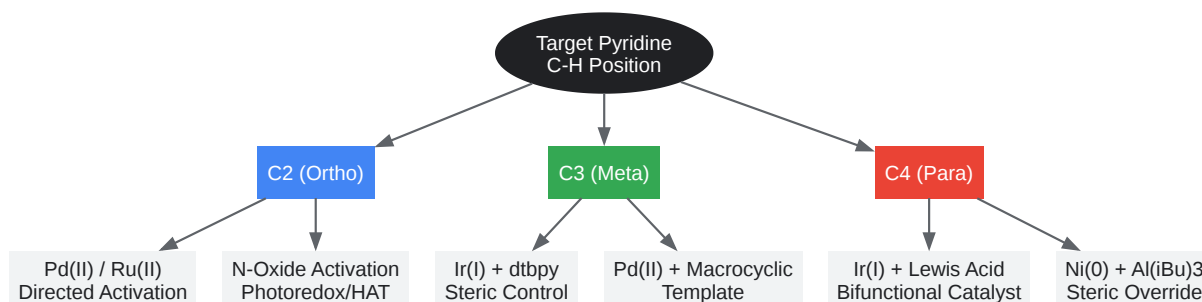 Target Pyridine
C-H Position
C2 (Ortho)
C3 (Meta)
C4 (Para)
Pd(II) / Ru(II)
Directed Activation
N-Oxide Activation
Photoredox/HAT
Ir(I) + dtbpy
Steric Control
Pd(II) + Macrocyclic
Template
Ir(I) + Lewis Acid
Bifunctional Catalyst
Ni(0) + Al(iBu)3
Steric Override